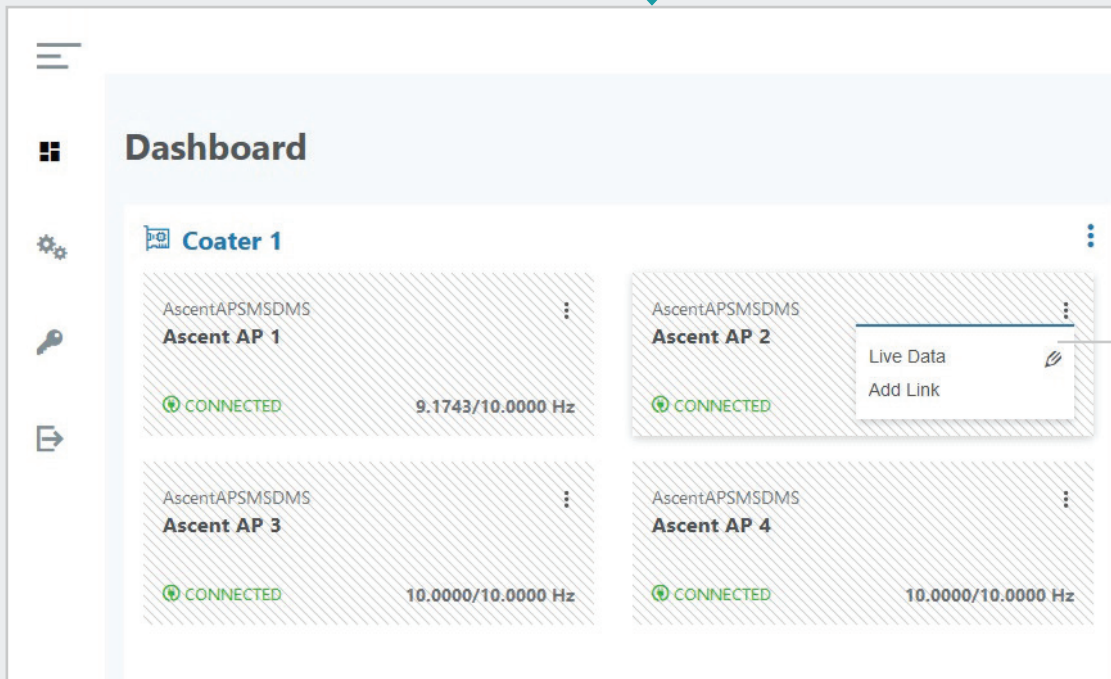 Dashboard
Coater 1
AscentAPSMSDMS
Ascent AP 1
CONNECTED
9.1743/10.0000 Hz
AscentAPSMSDMS
Ascent AP 2
Live Data
Add Link
CONNECTED
AscentAPSMSDMS
Ascent AP 3
CONNECTED
10.0000/10.0000 Hz
AscentAPSMSDMS
Ascent AP 4
CONNECTED
10.0000/10.0000 Hz